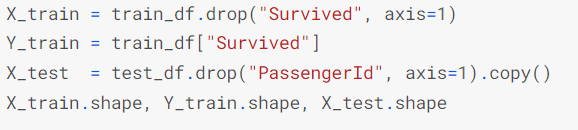 X_train = train_df.drop("Survived", axis=1)
Y_train = train_df["Survived"]
X_test  = test_df.drop("PassengerId", axis=1).copy()
X_train.shape, Y_train.shape, X_test.shape